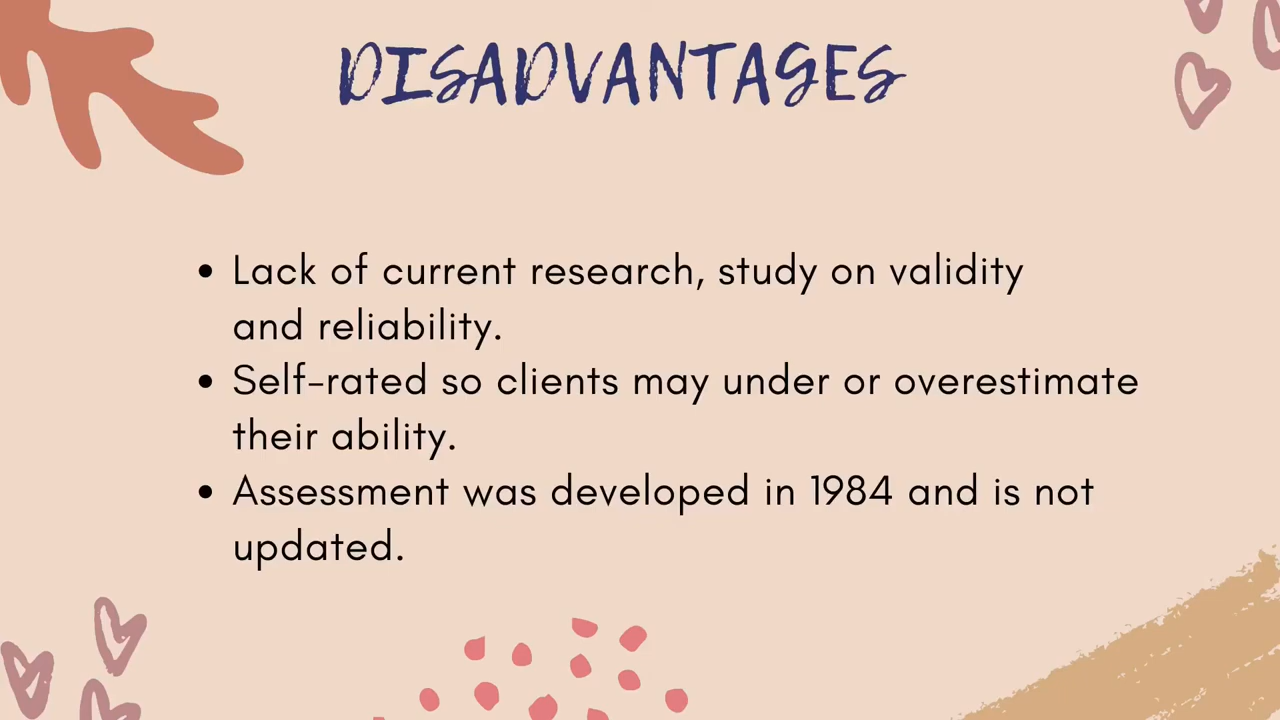 DISADVANTAGES
• Lack of current research, study on validity
and reliability.
• Self-rated so clients may under or overestimate
their ability.
• Assessment was developed in 1984 and is not
updated.